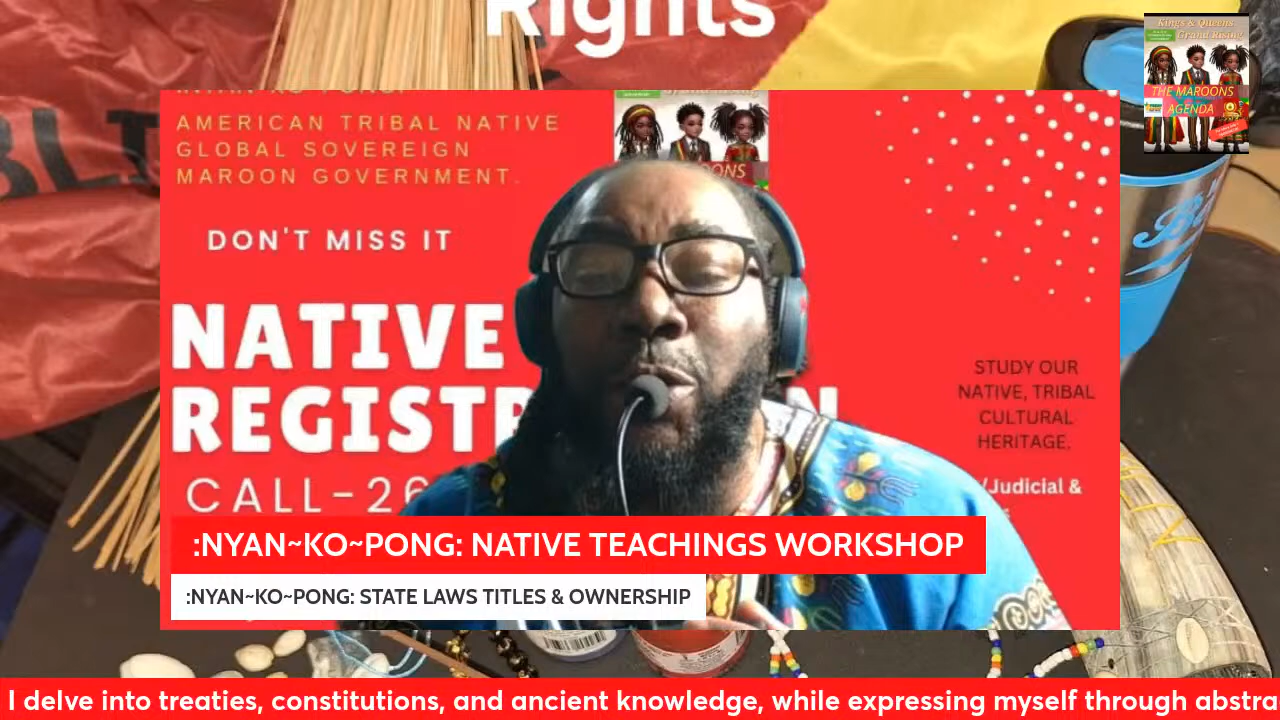 Rights
Kings & Queens
Grand Rising
THE MAROONS
AGENDA
AMERICAN TRIBAL NATIVE
GLOBAL SOVEREIGN
MAROON GOVERNMENT.
DON'T MISS IT
NATIVE
CALL-26
STUDY OUR
NATIVE, TRIBAL
CULTURAL
HERITAGE.
/Judicial &
:NYAN~KO~PONG: NATIVE TEACHINGS WORKSHOP
:NYAN~KO~PONG: STATE LAWS TITLES & OWNERSHIP
I delve into treaties, constitutions, and ancient knowledge, while expressing myself through abstra